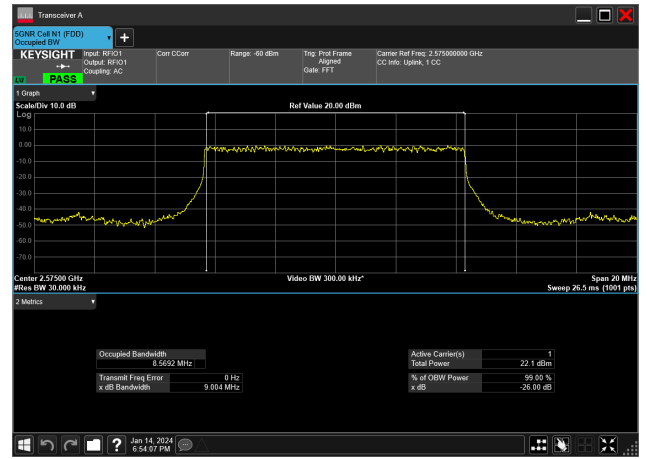 Transceiver A
5GNR Cell N1 (FDD)
Occupied BW
KEYSIGHT Input: RFIO1 Corr CCorr Range: -60 dBm Trig: Prot Frame Carrier Ref Freq: 2.575000000 GHz
Output: RFIO1 Aligned CC Info: Uplink, 1 CC
Coupling: AC Gate: FFT
LXI PASS
1 Graph
Scale/Div 10.0 dB Ref Value 20.00 dBm
Log
10.0
0.00
-10.0
-20.0
-30.0
-40.0
-50.0
-60.0
-70.0
Center 2.57500 GHz Video BW 300.00 kHz* Span 20 MHz
#Res BW 30.000 kHz Sweep 26.5 ms (1001 pts)
2 Metrics
Occupied Bandwidth Active Carrier(s) 1
8.5692 MHz Total Power 22.1 dBm
Transmit Freq Error 0 Hz % of OBW Power 99.00 %
x dB Bandwidth 9.004 MHz x dB -26.00 dB
Jan 14, 2024
6:54:07 PM